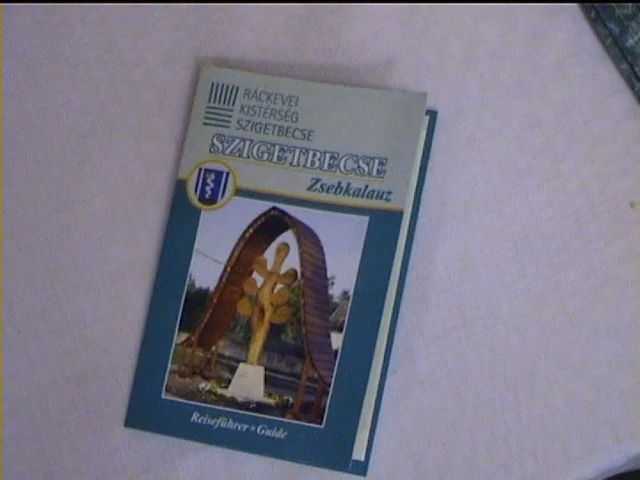 RÁCKEVEI
KISTÉRSÉG
SZIGETBECSE
SZIGETBECSE
Zsebkalauz
Reiseführer • Guide